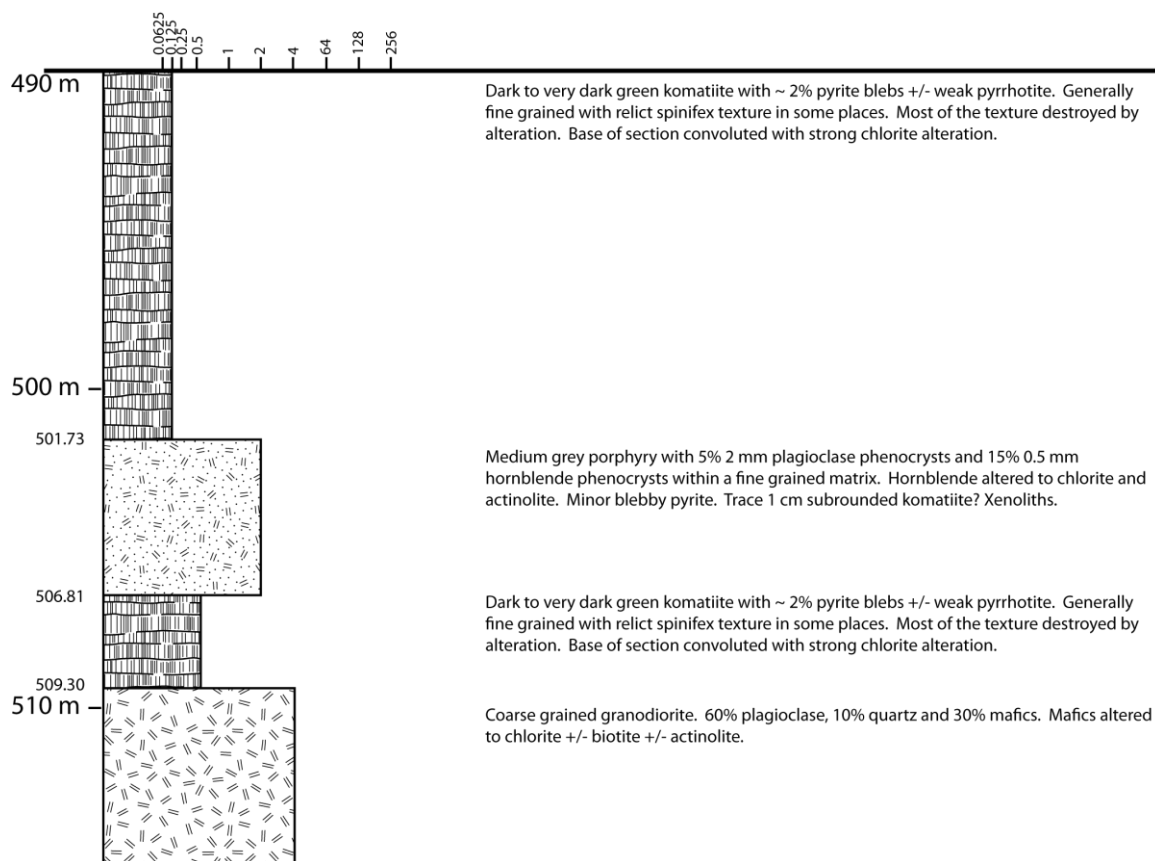 0.0625 0.125 0.25 0.5 1 2 4 64 128 256
490 m
Dark to very dark green komatiite with ~ 2% pyrite blebs +/- weak pyrrhotite. Generally
fine grained with relict spinifex texture in some places. Most of the texture destroyed by
alteration. Base of section convoluted with strong chlorite alteration.
500 m
501.73
Medium grey porphyry with 5% 2 mm plagioclase phenocrysts and 15% 0.5 mm
hornblende phenocrysts within a fine grained matrix. Hornblende altered to chlorite and
actinolite. Minor blebby pyrite. Trace 1 cm subrounded komatiite? Xenoliths.
506.81
Dark to very dark green komatiite with ~ 2% pyrite blebs +/- weak pyrrhotite. Generally
fine grained with relict spinifex texture in some places. Most of the texture destroyed by
alteration. Base of section convoluted with strong chlorite alteration.
509.30
510 m
Coarse grained granodiorite. 60% plagioclase, 10% quartz and 30% mafics. Mafics altered
to chlorite +/- biotite +/- actinolite.